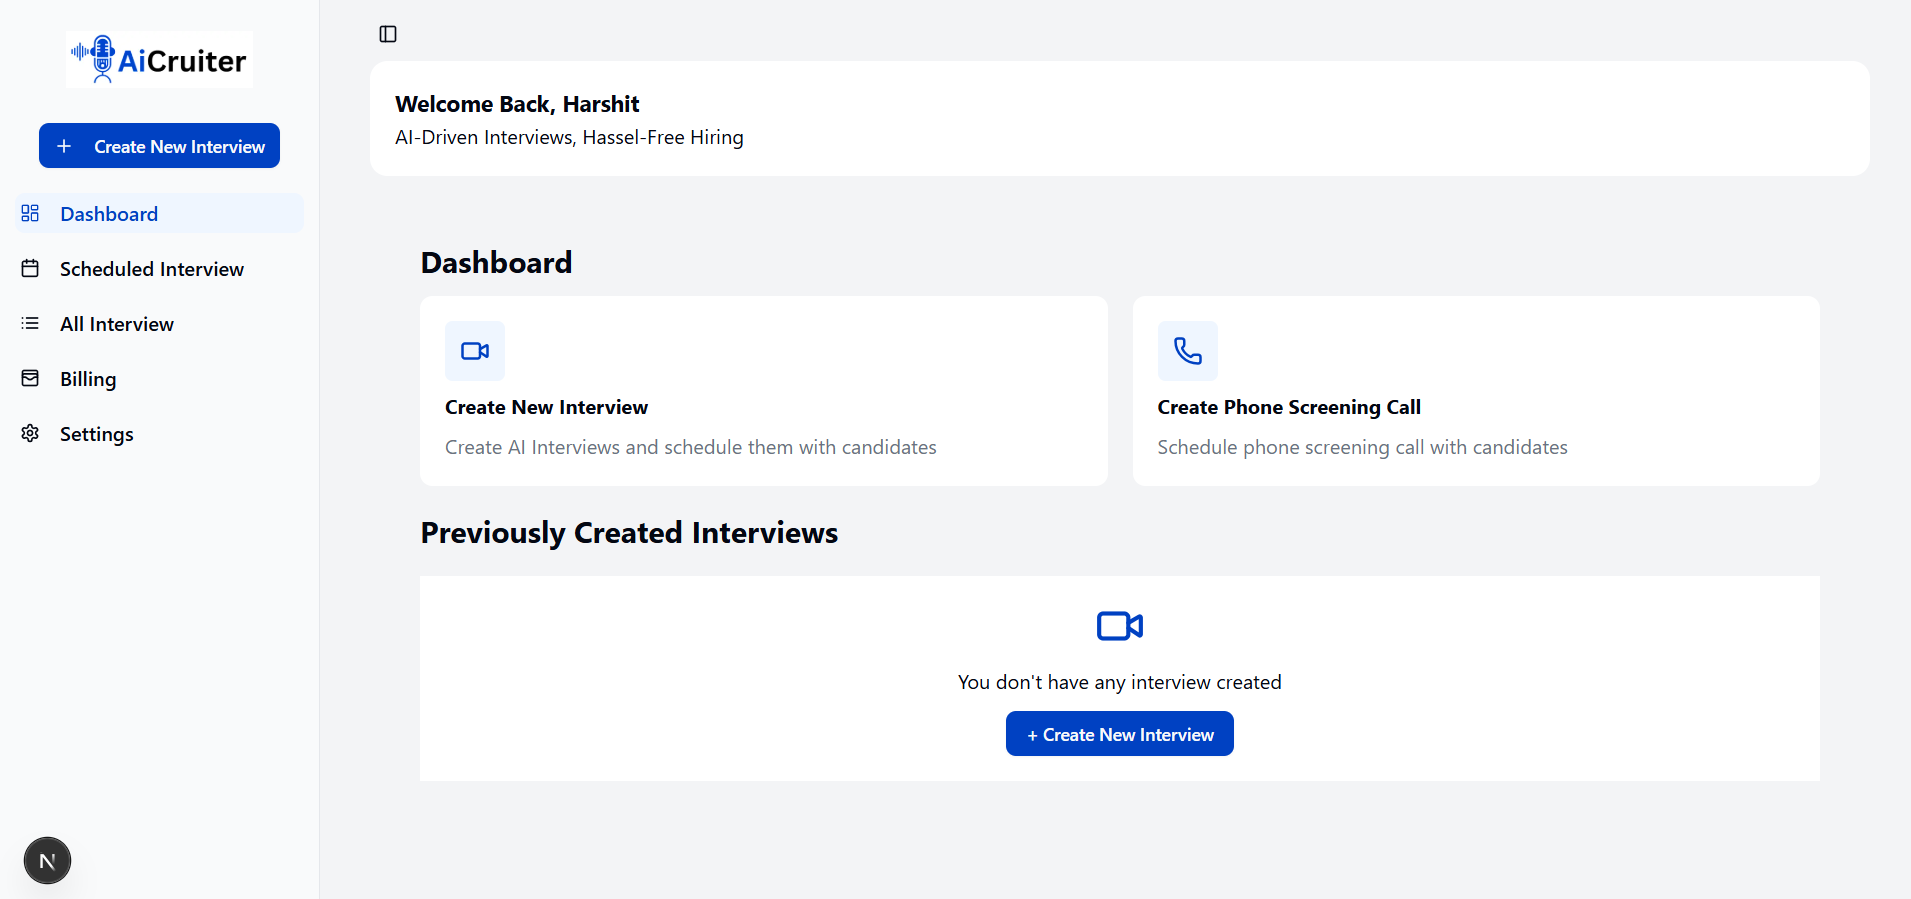 AiCruiter
+ Create New Interview
Dashboard
Scheduled Interview
All Interview
Billing
Settings
N
Welcome Back, Harshit
AI-Driven Interviews, Hassel-Free Hiring
Dashboard
Create New Interview
Create AI Interviews and schedule them with candidates
Create Phone Screening Call
Schedule phone screening call with candidates
Previously Created Interviews
You don't have any interview created
+ Create New Interview